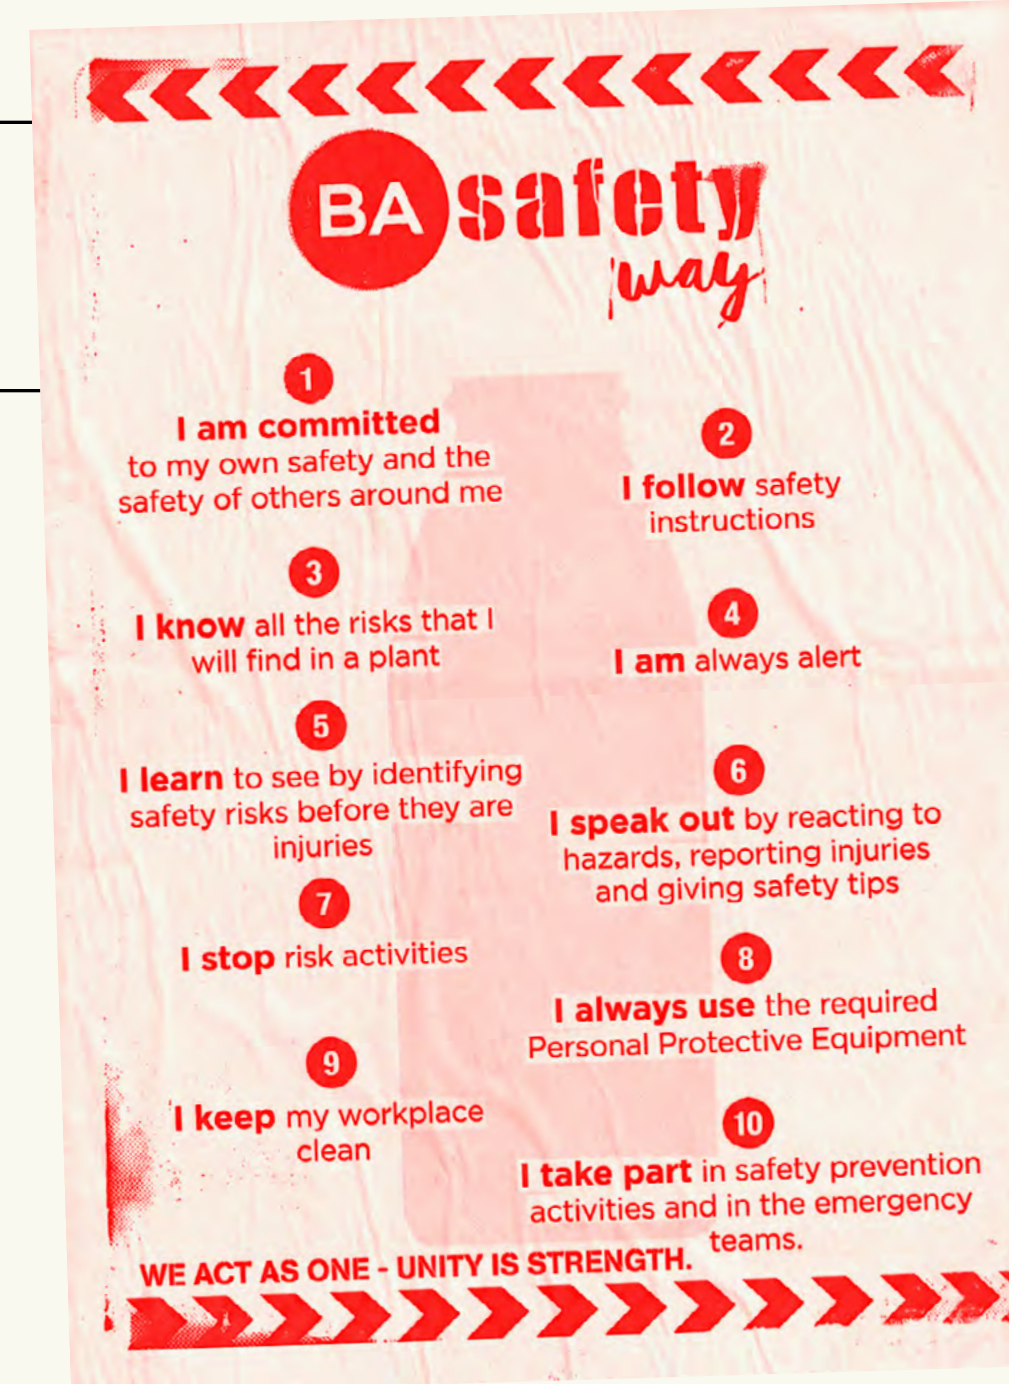 BA safety
way
1
I am committed
to my own safety and the
safety of others around me
2
I follow safety
instructions
3
I know all the risks that I
will find in a plant
4
I am always alert
5
I learn to see by identifying
safety risks before they are
injuries
6
I speak out by reacting to
hazards, reporting injuries
and giving safety tips
7
I stop risk activities
8
I always use the required
Personal Protective Equipment
9
I keep my workplace
clean
10
I take part in safety prevention
activities and in the emergency
teams.
WE ACT AS ONE - UNITY IS STRENGTH.